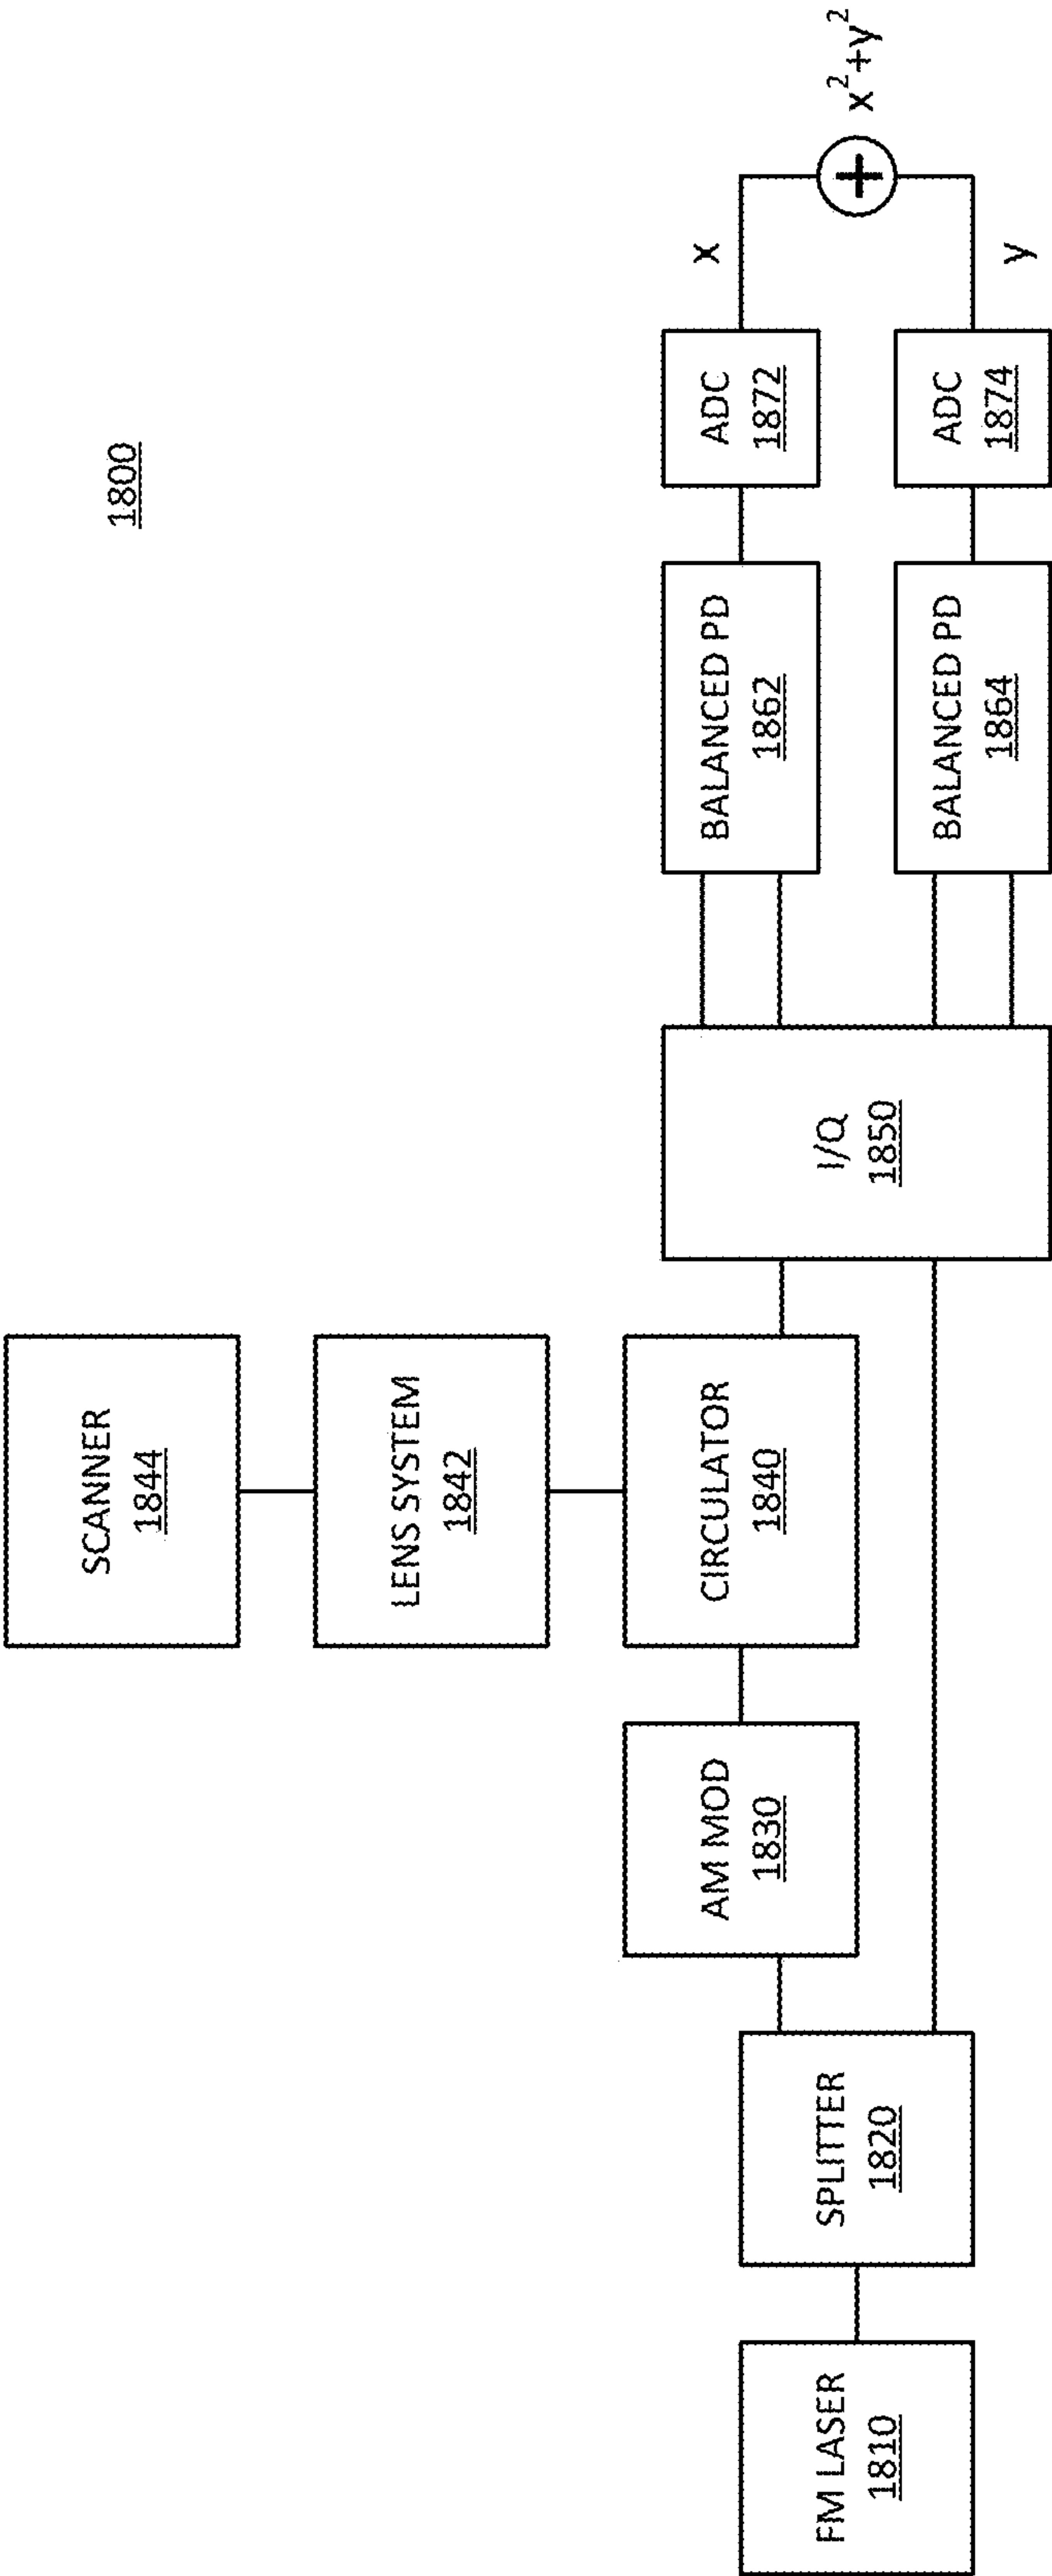 1800
SCANNER
1844
LENS SYSTEM
1842
FM LASER
1810
SPLITTER
1820
AM MOD
1830
CIRCULATOR
1840
I/Q
1850
BALANCED PD
1862
BALANCED PD
1864
ADC
1872
ADC
1874
x
y
+
x²+y²